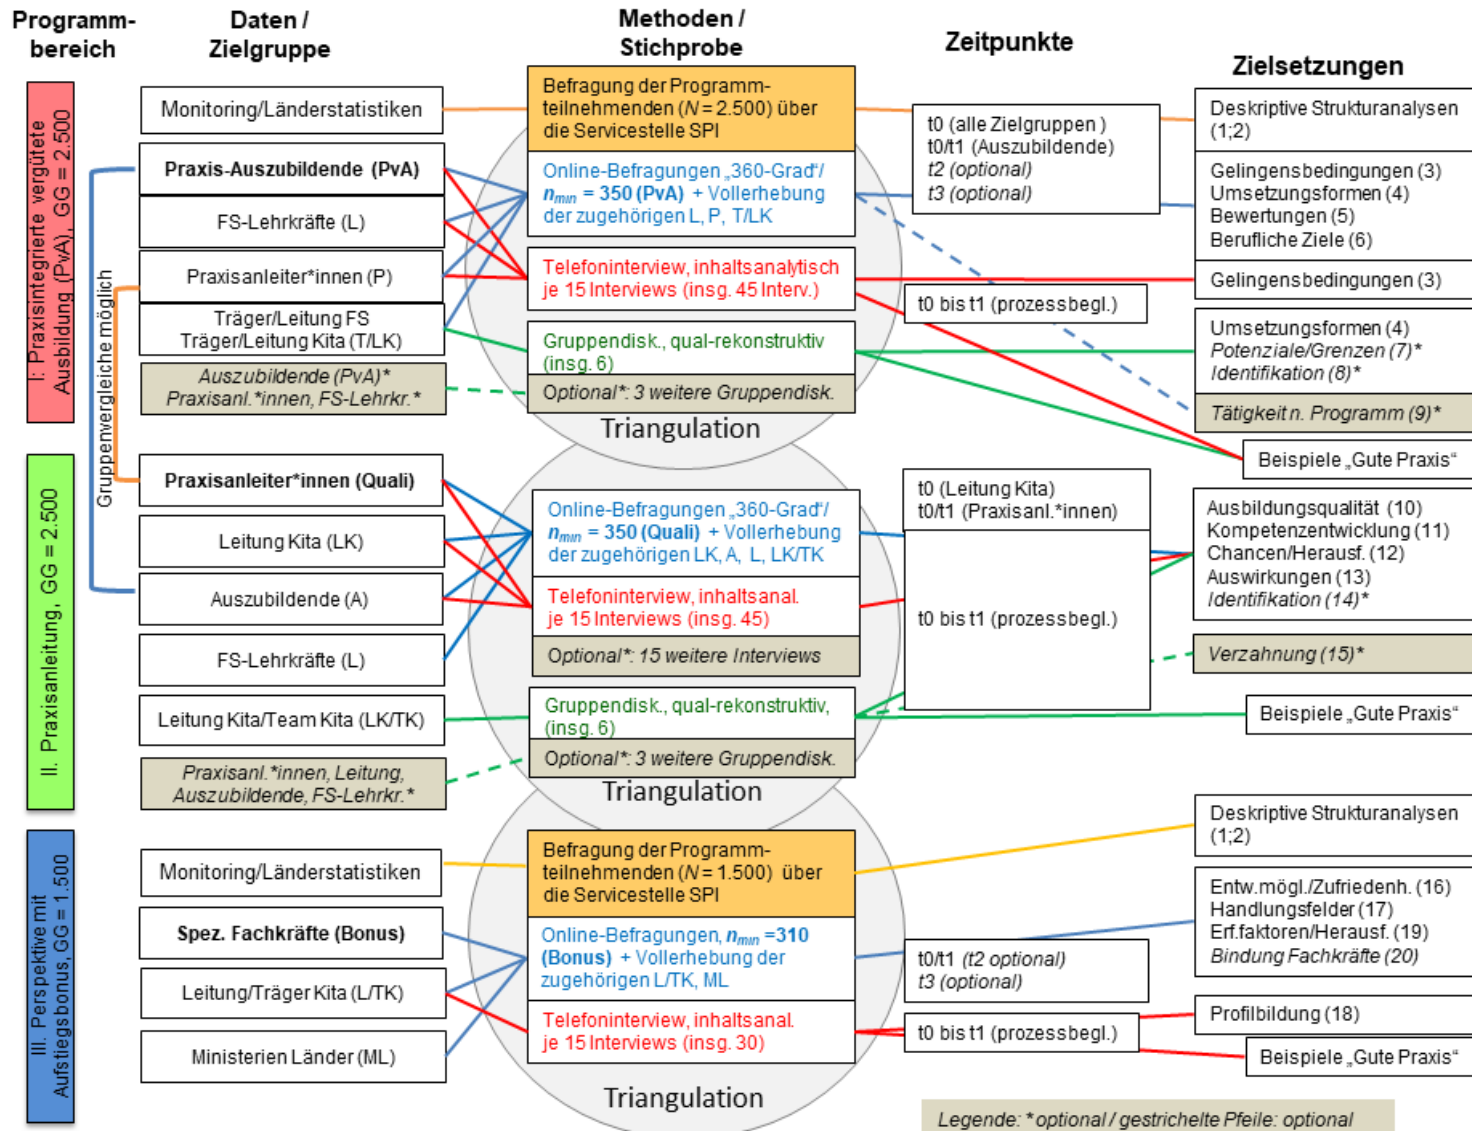 Programm-
bereich
Daten /
Zielgruppe
Methoden /
Stichprobe
Zeitpunkte
Zielsetzungen
I: Praxisintegrierte vergütete
Ausbildung (PvA), GG = 2.500
Gruppenvergleiche möglich
Monitoring/Länderstatistiken
Praxis-Auszubildende (PvA)
FS-Lehrkräfte (L)
Praxisanleiter*innen (P)
Träger/Leitung FS
Träger/Leitung Kita (T/LK)
Auszubildende (PvA)*
Praxisanl.*innen, FS-Lehrkr.*
Befragung der Programm-
teilnehmenden (N = 2.500) über
die Servicestelle SPI
Online-Befragungen „360-Grad“/
nmin = 350 (PvA) + Vollerhebung
der zugehörigen L, P, T/LK
Telefoninterview, inhaltsanalytisch
je 15 Interviews (insg. 45 Interv.)
Gruppendisk., qual-rekonstruktiv
(insg. 6)
Optional*: 3 weitere Gruppendisk.
Triangulation
t0 (alle Zielgruppen )
t0/t1 (Auszubildende)
t2 (optional)
t3 (optional)
t0 bis t1 (prozessbegl.)
Deskriptive Strukturanalysen
(1;2)
Gelingensbedingungen (3)
Umsetzungsformen (4)
Bewertungen (5)
Berufliche Ziele (6)
Gelingensbedingungen (3)
Umsetzungsformen (4)
Potenziale/Grenzen (7)*
Identifikation (8)*
Tätigkeit n. Programm (9)*
Beispiele „Gute Praxis“
II. Praxisanleitung, GG = 2.500
Praxisanleiter*innen (Quali)
Leitung Kita (LK)
Auszubildende (A)
FS-Lehrkräfte (L)
Leitung Kita/Team Kita (LK/TK)
Praxisanl.*innen, Leitung,
Auszubildende, FS-Lehrkr.*
Online-Befragungen „360-Grad“/
nmin = 350 (Quali) + Vollerhebung
der zugehörigen LK, A, L, LK/TK
Telefoninterview, inhaltsanal.
je 15 Interviews (insg. 45)
Optional*: 15 weitere Interviews
Gruppendisk., qual-rekonstruktiv,
(insg. 6)
Optional*: 3 weitere Gruppendisk.
Triangulation
t0 (Leitung Kita)
t0/t1 (Praxisanl.*innen)
t0 bis t1 (prozessbegl.)
Ausbildungsqualität (10)
Kompetenzentwicklung (11)
Chancen/Herausf. (12)
Auswirkungen (13)
Identifikation (14)*
Verzahnung (15)*
Beispiele „Gute Praxis“
III. Perspektive mit
Aufstiegsbonus, GG = 1.500
Monitoring/Länderstatistiken
Spez. Fachkräfte (Bonus)
Leitung/Träger Kita (L/TK)
Ministerien Länder (ML)
Befragung der Programm-
teilnehmenden (N = 1.500) über
die Servicestelle SPI
Online-Befragungen, nmin =310
(Bonus) + Vollerhebung der
zugehörigen L/TK, ML
Telefoninterview, inhaltsanal.
je 15 Interviews (insg. 30)
Triangulation
t0/t1 (t2 optional)
t3 (optional)
t0 bis t1 (prozessbegl.)
Deskriptive Strukturanalysen
(1;2)
Entw.mögl./Zufriedenh. (16)
Handlungsfelder (17)
Erf.faktoren/Herausf. (19)
Bindung Fachkräfte (20)
Profilbildung (18)
Beispiele „Gute Praxis“
Legende: * optional / gestrichelte Pfeile: optional